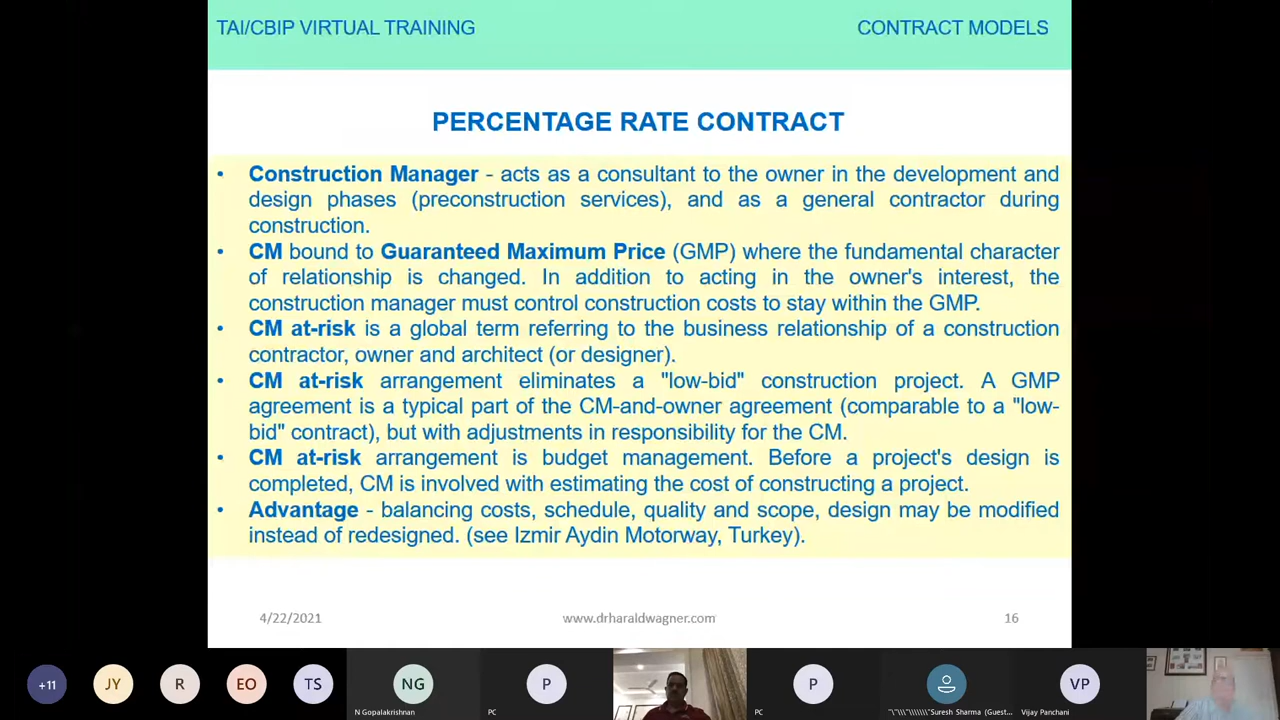 TAI/CBIP VIRTUAL TRAINING
CONTRACT MODELS
PERCENTAGE RATE CONTRACT
• Construction Manager - acts as a consultant to the owner in the development and
design phases (preconstruction services), and as a general contractor during
construction.
• CM bound to Guaranteed Maximum Price (GMP) where the fundamental character
of relationship is changed. In addition to acting in the owner's interest, the
construction manager must control construction costs to stay within the GMP.
• CM at-risk is a global term referring to the business relationship of a construction
contractor, owner and architect (or designer).
• CM at-risk arrangement eliminates a "low-bid" construction project. A GMP
agreement is a typical part of the CM-and-owner agreement (comparable to a "low-
bid" contract), but with adjustments in responsibility for the CM.
• CM at-risk arrangement is budget management. Before a project's design is
completed, CM is involved with estimating the cost of constructing a project.
• Advantage - balancing costs, schedule, quality and scope, design may be modified
instead of redesigned. (see Izmir Aydin Motorway, Turkey).
4/22/2021
www.drharaldwagner.com
16
+11
JY
R
EO
TS
NG
P
P
VP
N Gopalakrishnan
PC
PC
"\"\\\"\\\\\\\"Suresh Sharma (Guest...
Vijay Panchani